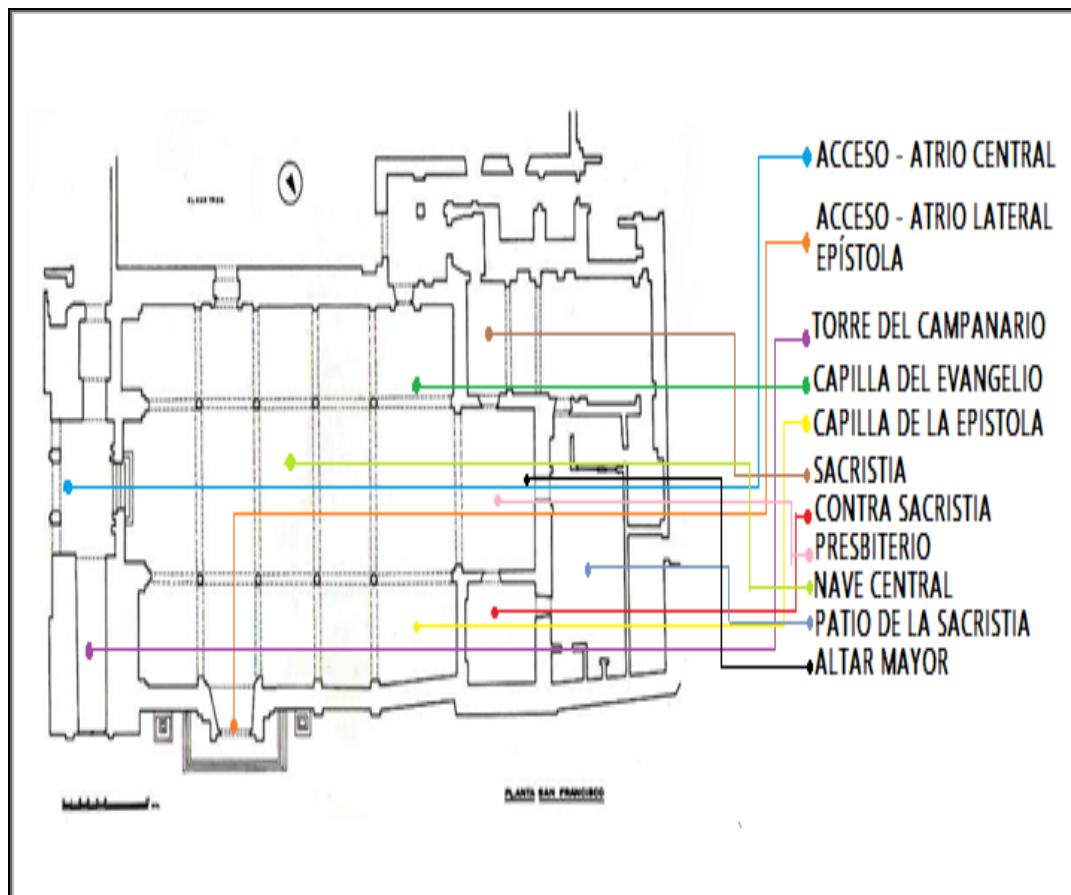 ACCESO - ATRIO CENTRAL
ACCESO - ATRIO LATERAL
EPÍSTOLA
TORRE DEL CAMPANARIO
CAPILLA DEL EVANGELIO
CAPILLA DE LA EPISTOLA
SACRISTIA
CONTRA SACRISTIA
PRESBITERIO
NAVE CENTRAL
PATIO DE LA SACRISTIA
ALTAR MAYOR
PLANTA SAN FRANCISCO